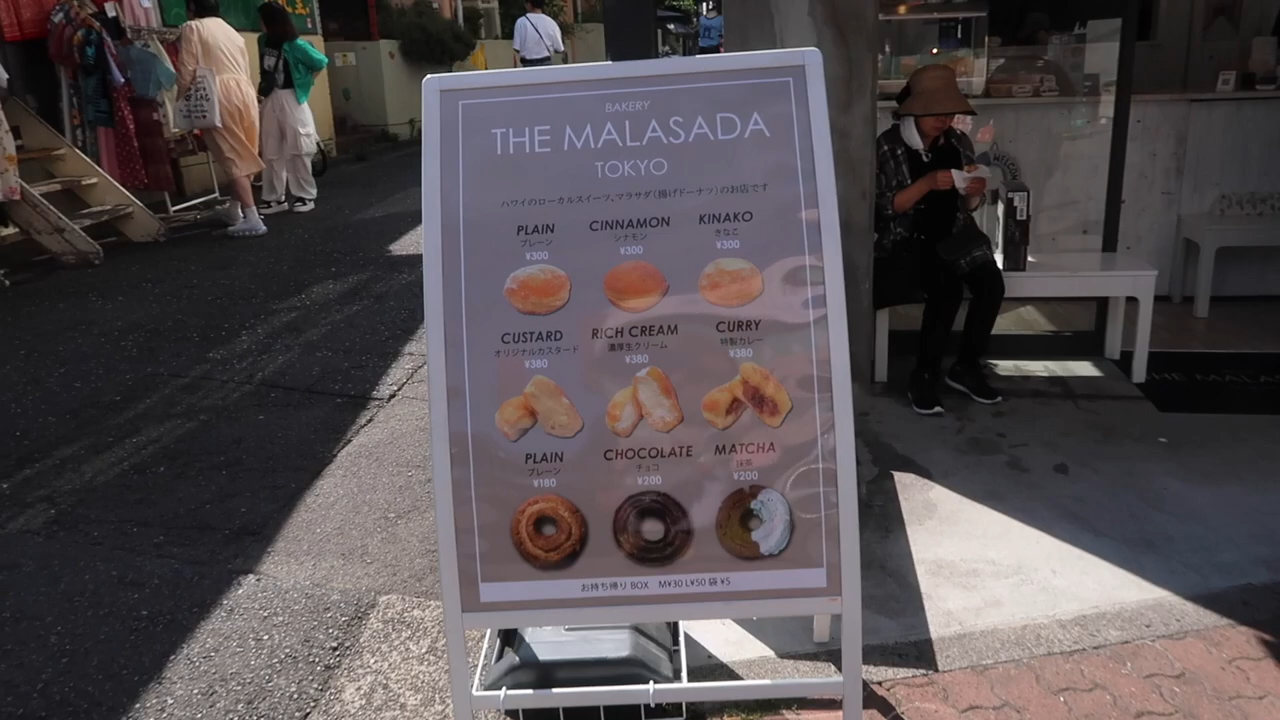 BAKERY
THE MALASADA
TOKYO
ハワイのローカルスイーツ、マラサダ(揚げドーナツ)のお店です
PLAIN CINNAMON KINAKO
プレーン シナモン きなこ
¥300 ¥300 ¥300
CUSTARD RICH CREAM CURRY
オリジナルカスタード 濃厚生クリーム 特製カレー
¥380 ¥380 ¥380
PLAIN CHOCOLATE MATCHA
プレーン チョコ 抹茶
¥180 ¥200 ¥200
お持ち帰り BOX M¥30 L¥50 袋 ¥5
THE MALASA